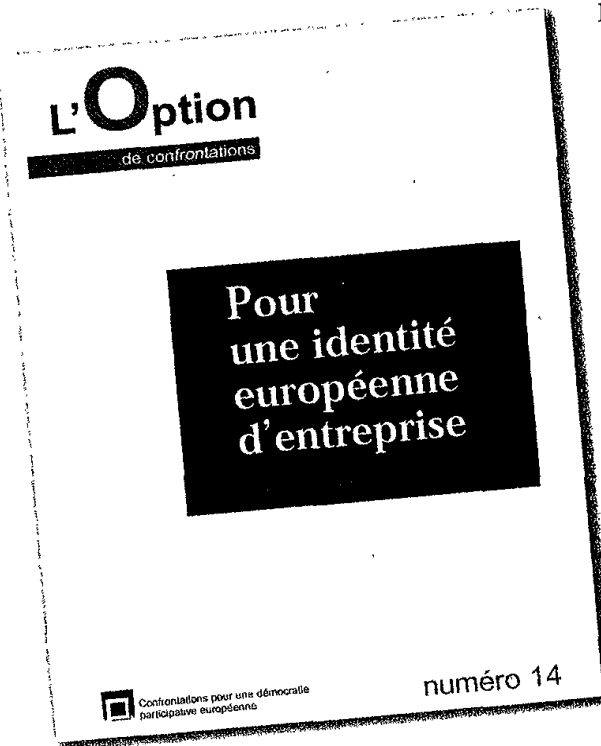 L'Option
de confrontations
Pour
une identité
européenne
d'entreprise
Confrontations pour une démocratie
participative européenne
numéro 14